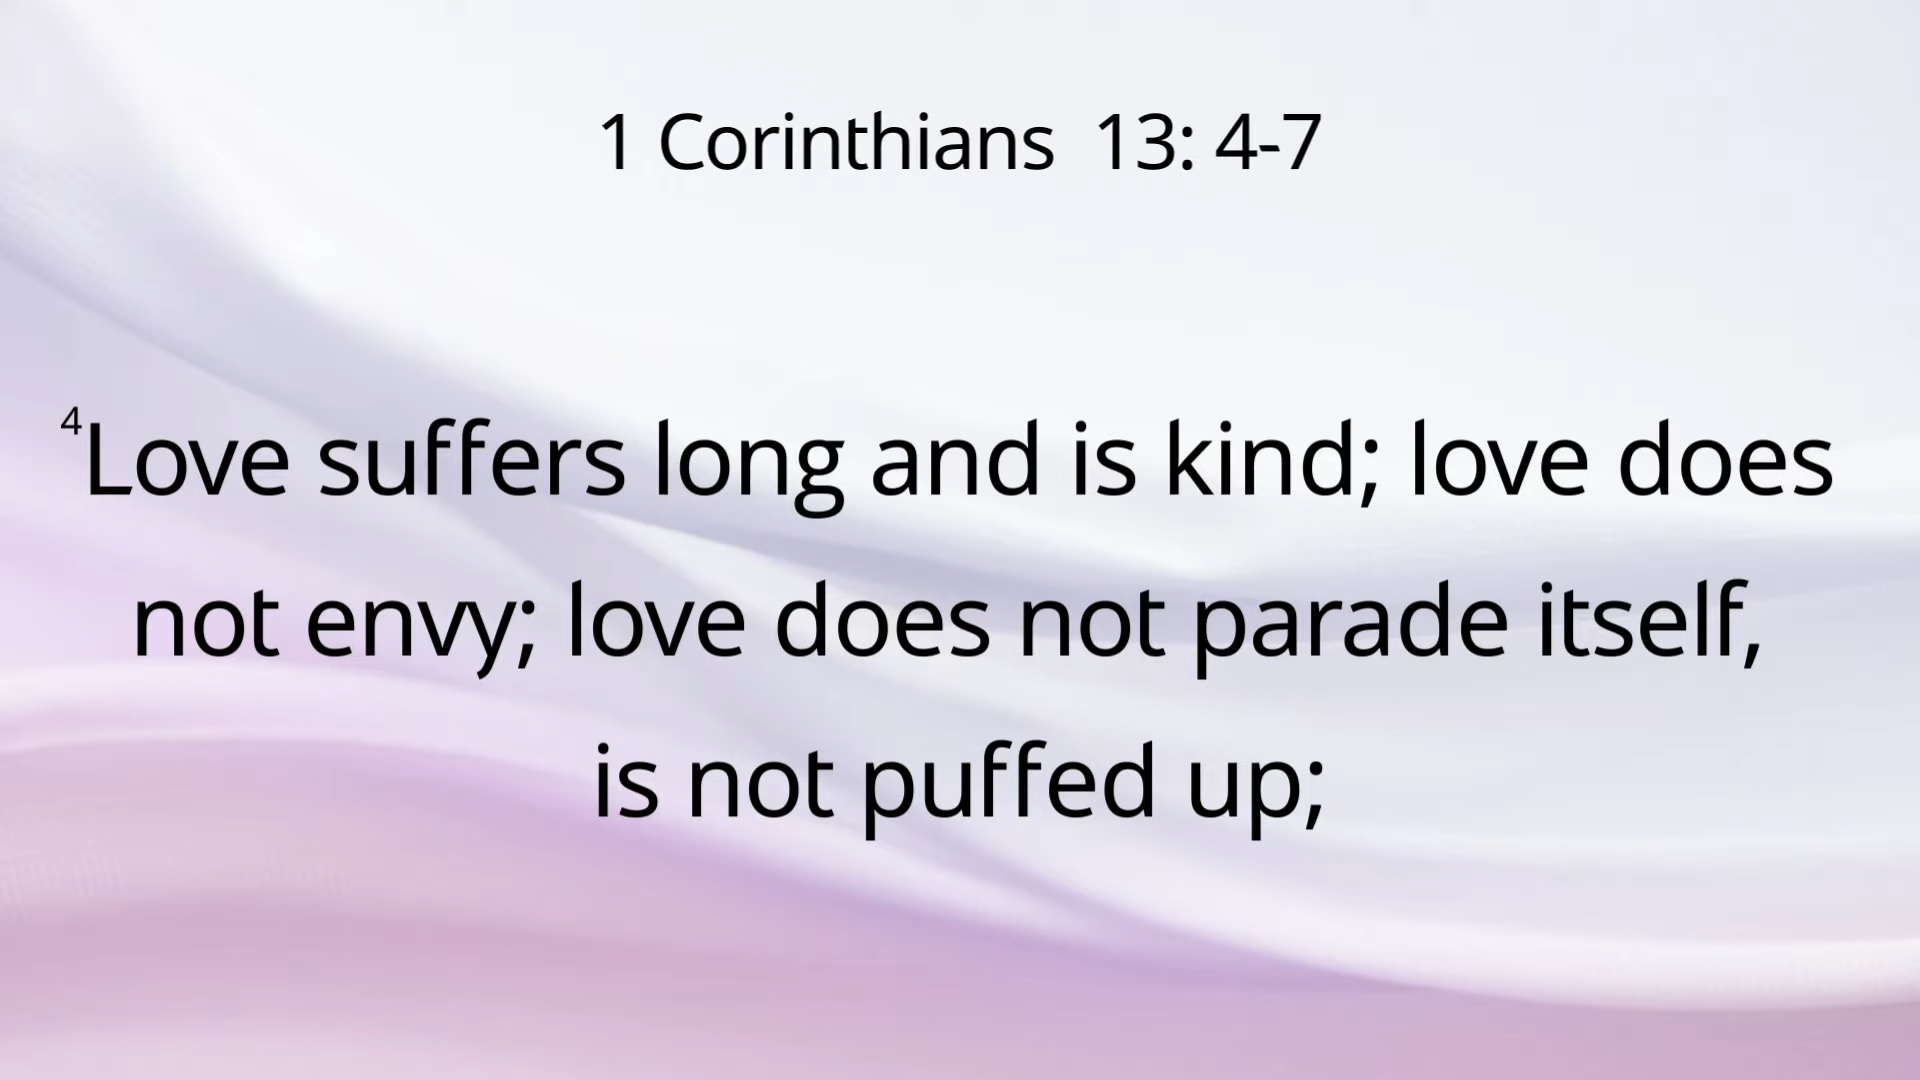 1 Corinthians  13: 4-7
⁴Love suffers long and is kind; love does
not envy; love does not parade itself,
is not puffed up;